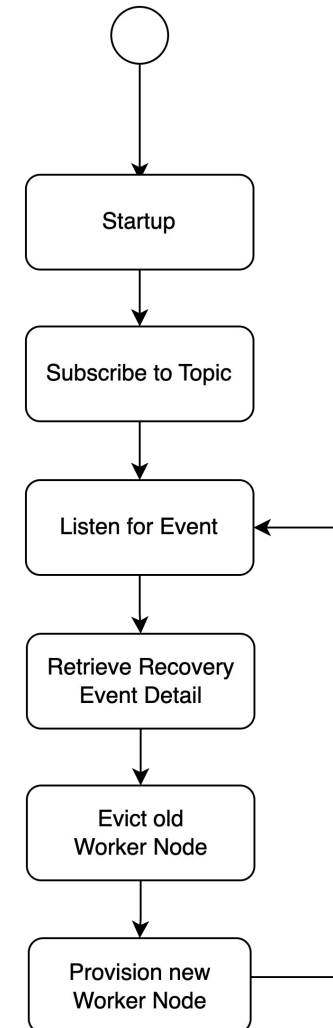 Startup
Subscribe to Topic
Listen for Event
Retrieve Recovery
Event Detail
Evict old
Worker Node
Provision new
Worker Node